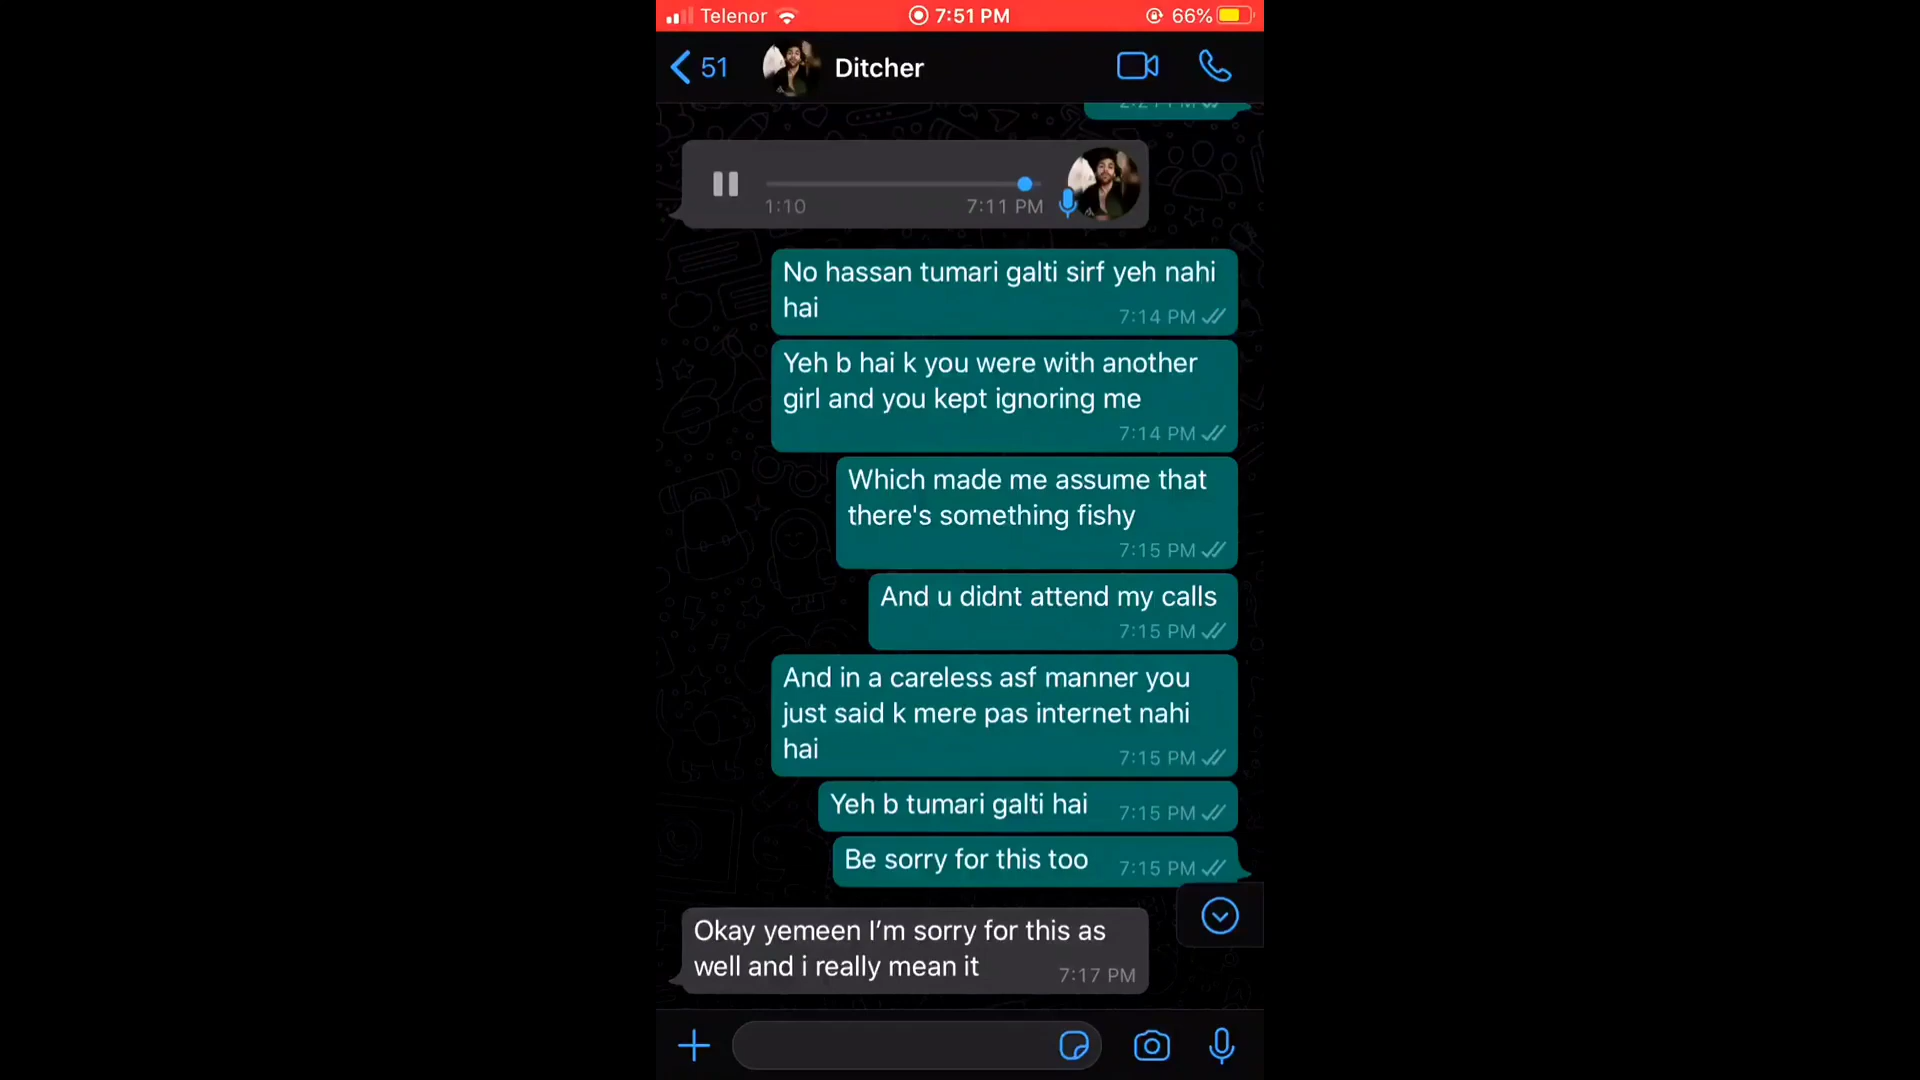 Telenor 7:51 PM 66%
51 Ditcher
1:10 7:11 PM
No hassan tumari galti sirf yeh nahi
hai 7:14 PM
Yeh b hai k you were with another
girl and you kept ignoring me
7:14 PM
Which made me assume that
there's something fishy
7:15 PM
And u didnt attend my calls
7:15 PM
And in a careless asf manner you
just said k mere pas internet nahi
hai 7:15 PM
Yeh b tumari galti hai 7:15 PM
Be sorry for this too 7:15 PM
Okay yemeen I’m sorry for this as
well and i really mean it 7:17 PM